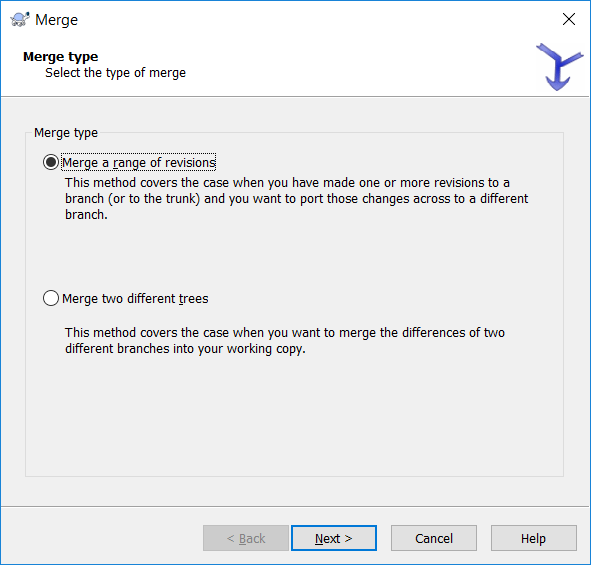 Merge
Merge type
Select the type of merge
Merge type
Merge a range of revisions
This method covers the case when you have made one or more revisions to a
branch (or to the trunk) and you want to port those changes across to a different
branch.
Merge two different trees
This method covers the case when you want to merge the differences of two
different branches into your working copy.
< Back
Next >
Cancel
Help